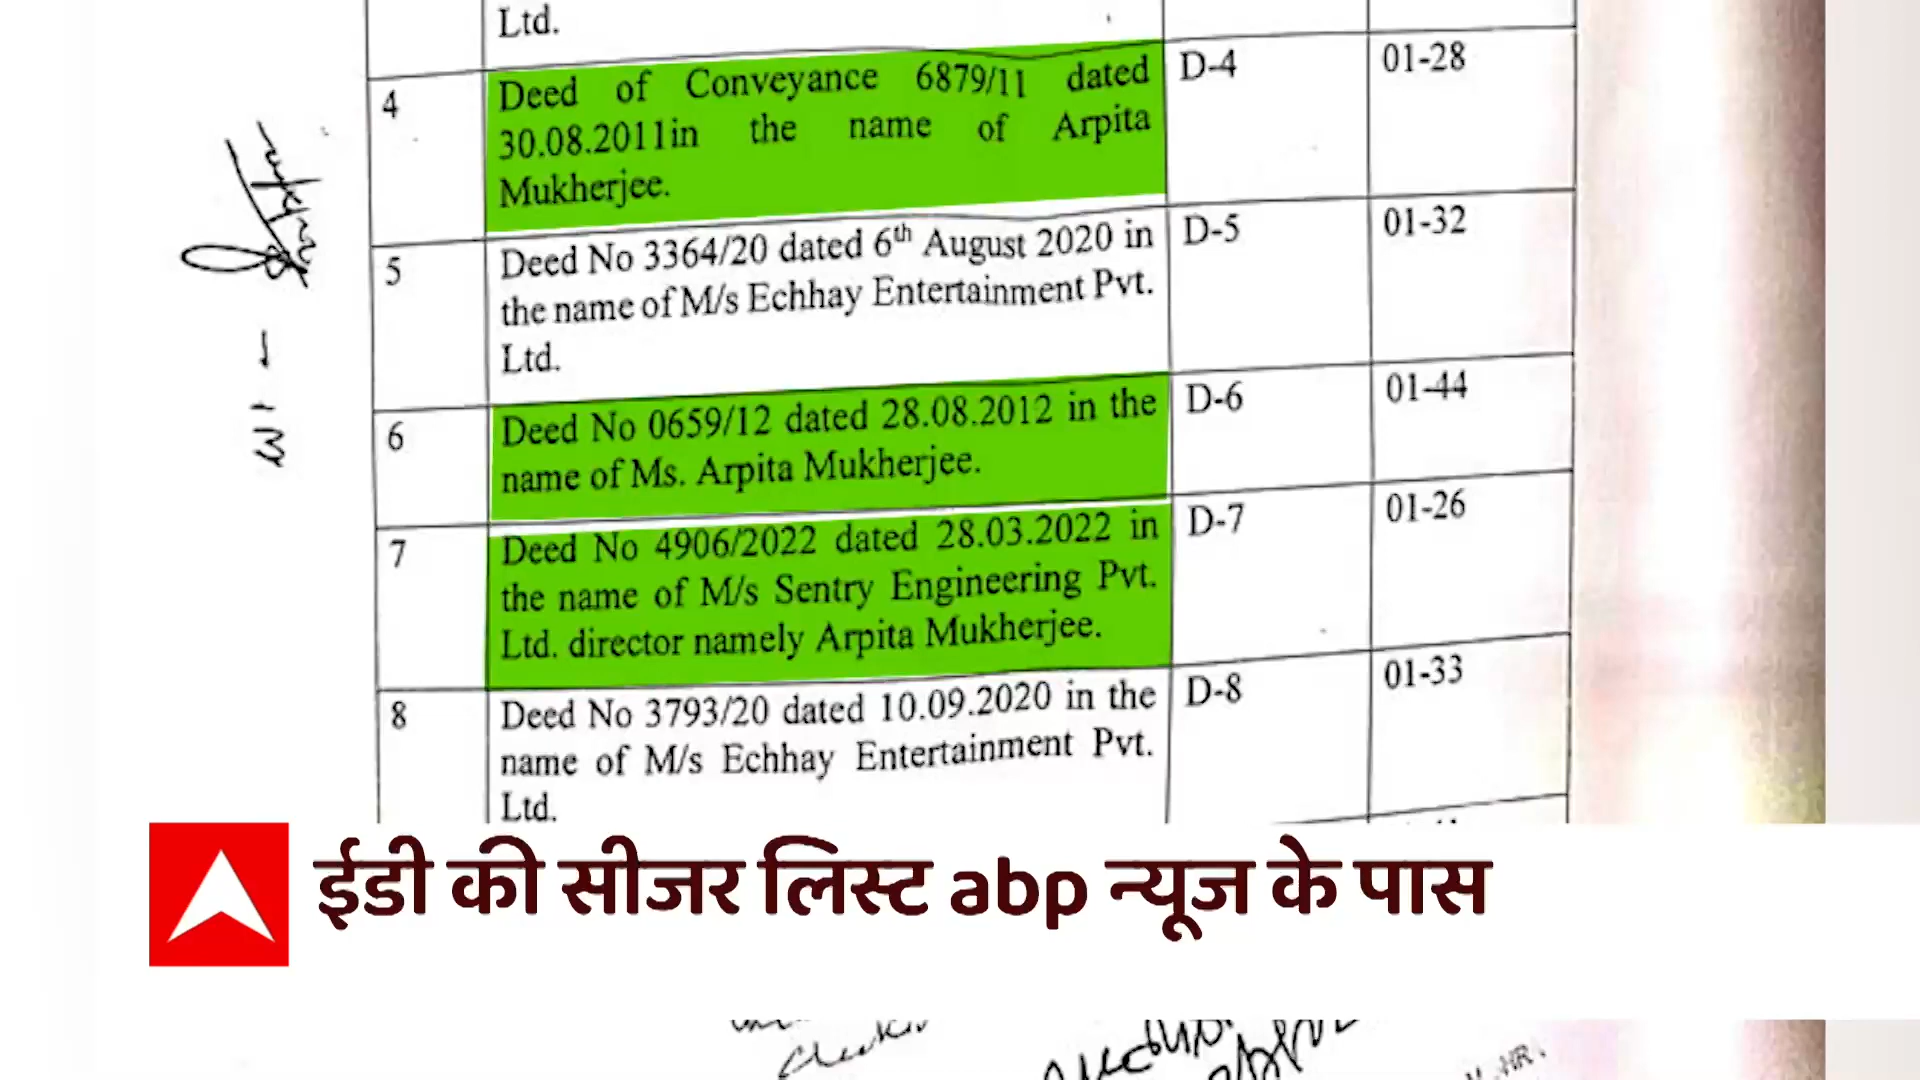 Ltd.
4 Deed of Conveyance 6879/11 dated D-4 01-28
30.08.2011in the name of Arpita
Mukherjee.
5 Deed No 3364/20 dated 6th August 2020 in D-5 01-32
the name of M/s Echhay Entertainment Pvt.
Ltd.
6 Deed No 0659/12 dated 28.08.2012 in the D-6 01-44
name of Ms. Arpita Mukherjee.
7 Deed No 4906/2022 dated 28.03.2022 in D-7 01-26
the name of M/s Sentry Engineering Pvt.
Ltd. director namely Arpita Mukherjee.
8 Deed No 3793/20 dated 10.09.2020 in the D-8 01-33
name of M/s Echhay Entertainment Pvt.
Ltd.
ईडी की सीजर लिस्ट abp न्यूज के पास